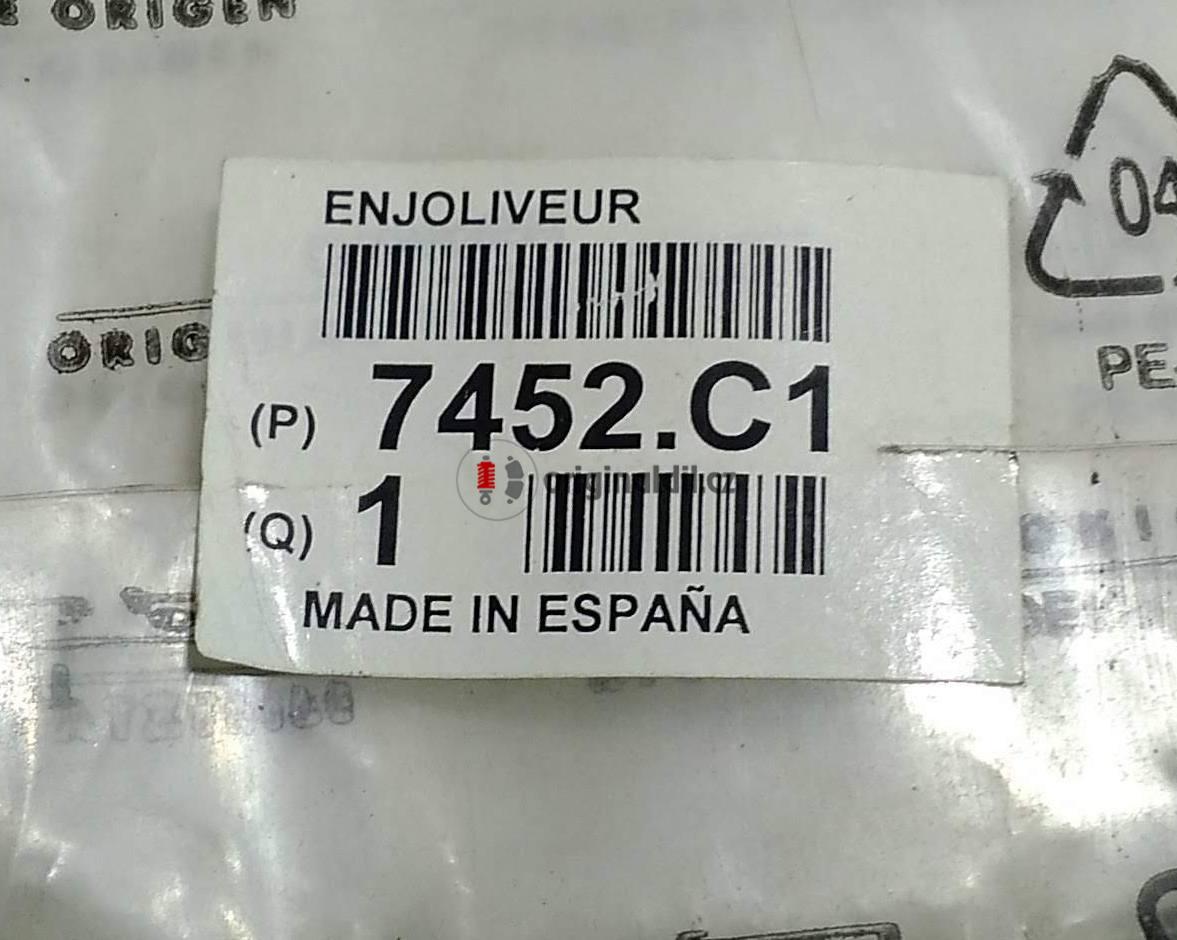 ORIGEN
ENJOLIVEUR
04
ORIG
PE
(P) 7452.C1
originaldil.cz
(Q) 1
MADE IN ESPAÑA